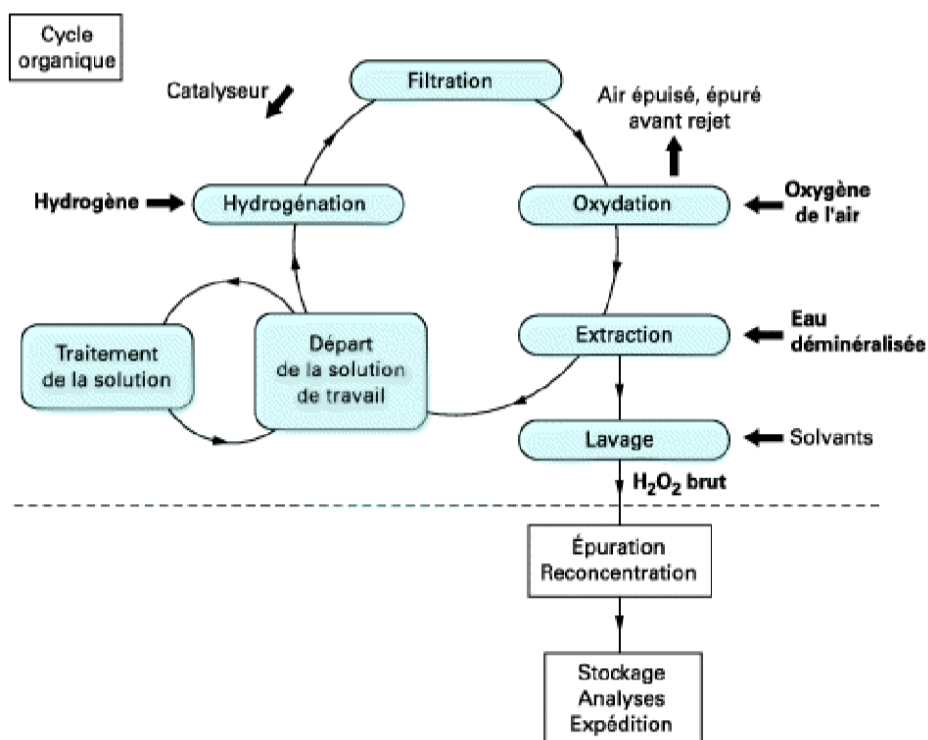 Cycle
organique
Catalyseur
Filtration
Air épuisé, épuré
avant rejet
Hydrogène
Hydrogénation
Oxydation
Oxygène
de l'air
Traitement
de la solution
Départ
de la solution
de travail
Extraction
Eau
déminéralisée
Lavage
Solvants
H₂O₂ brut
Épuration
Reconcentration
Stockage
Analyses
Expédition